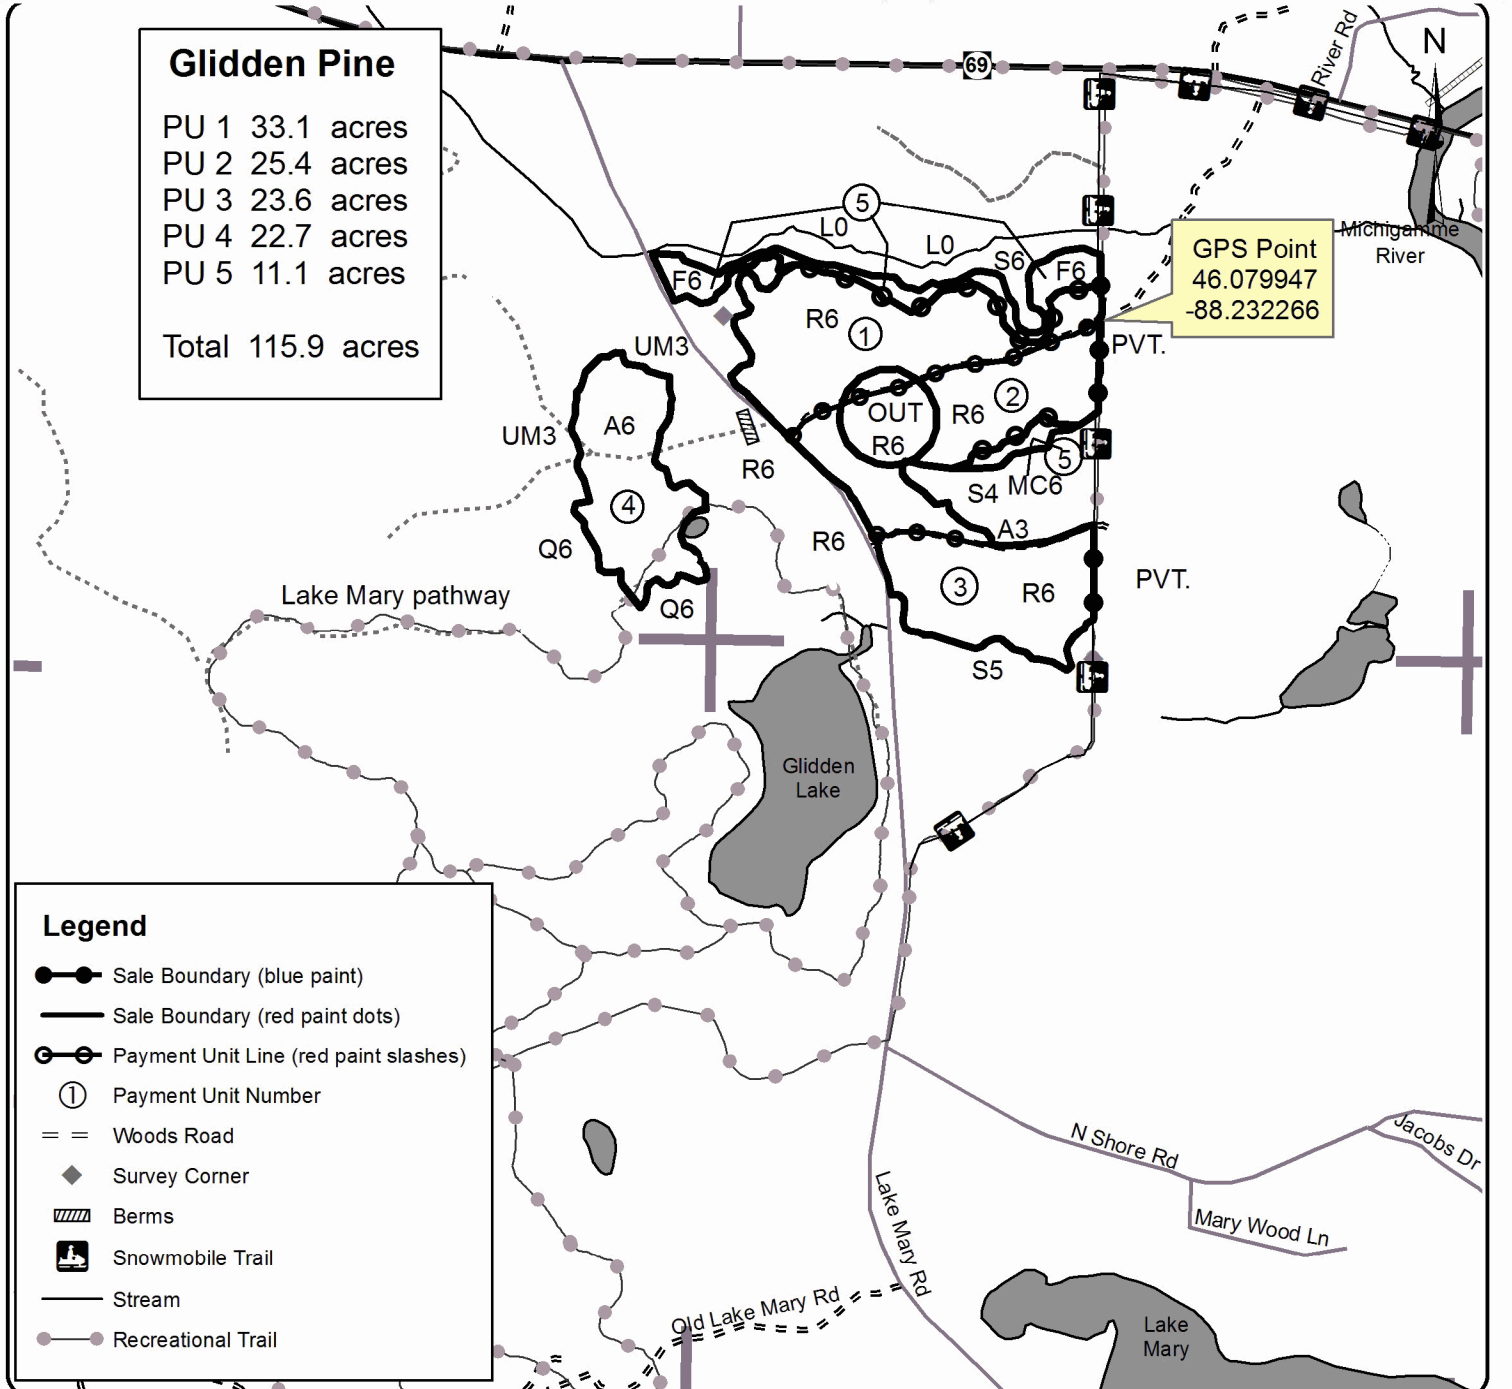 Glidden Pine
PU 1 33.1 acres
PU 2 25.4 acres
PU 3 23.6 acres
PU 4 22.7 acres
PU 5 11.1 acres
Total 115.9 acres
69
River Rd
N
Michigamme
River
GPS Point
46.079947
-88.232266
5
L0
L0
S6
F6
F6
R6
1
PVT.
UM3
2
OUT
R6
R6
A6
UM3
R6
5
MC6
S4
4
A3
R6
Q6
3
R6
PVT.
Lake Mary pathway
Q6
S5
Glidden
Lake
Legend
Sale Boundary (blue paint)
Sale Boundary (red paint dots)
Payment Unit Line (red paint slashes)
1 Payment Unit Number
Woods Road
Survey Corner
Berms
Snowmobile Trail
Stream
Recreational Trail
N Shore Rd
Jacobs Dr
Mary Wood Ln
Lake Mary Rd
Old Lake Mary Rd
Lake
Mary